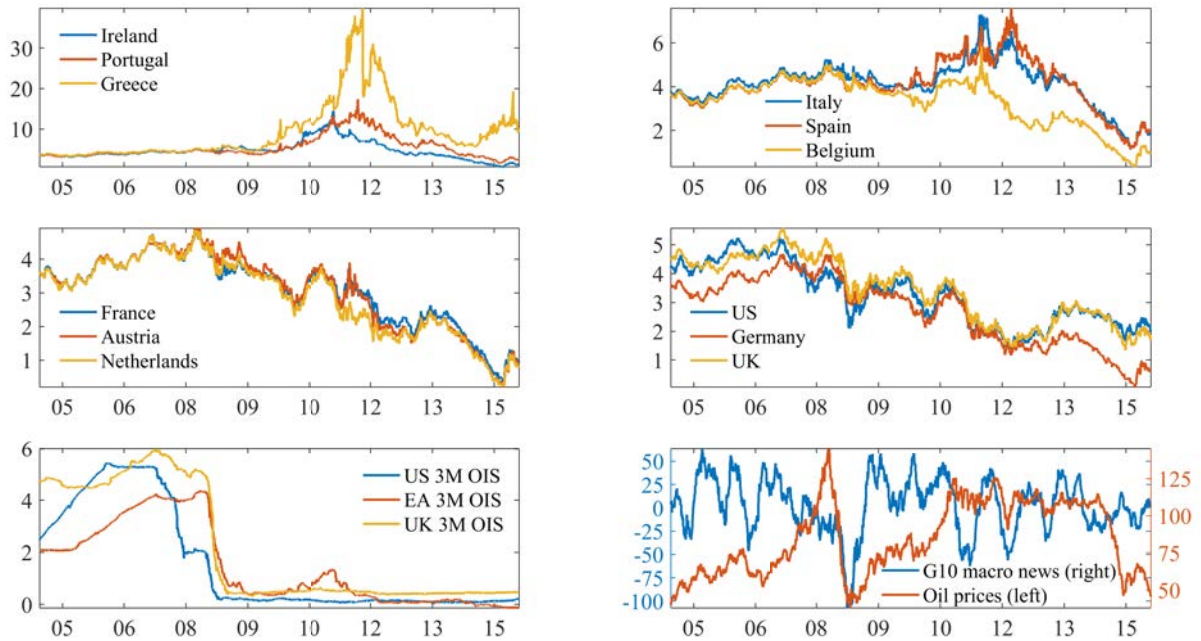 30
20
10
Ireland
Portugal
Greece
05 06 08 09 10 12 13 15
6
4
2
Italy
Spain
Belgium
05 06 08 09 10 12 13 15
4
3
2
1
France
Austria
Netherlands
05 06 08 09 10 12 13 15
5
4
3
2
1
US
Germany
UK
05 06 08 09 10 12 13 15
6
4
2
0
US 3M OIS
EA 3M OIS
UK 3M OIS
05 06 08 09 10 12 13 15
50
25
0
-25
-50
-75
-100
125
100
75
50
G10 macro news (right)
Oil prices (left)
05 06 08 09 10 12 13 15